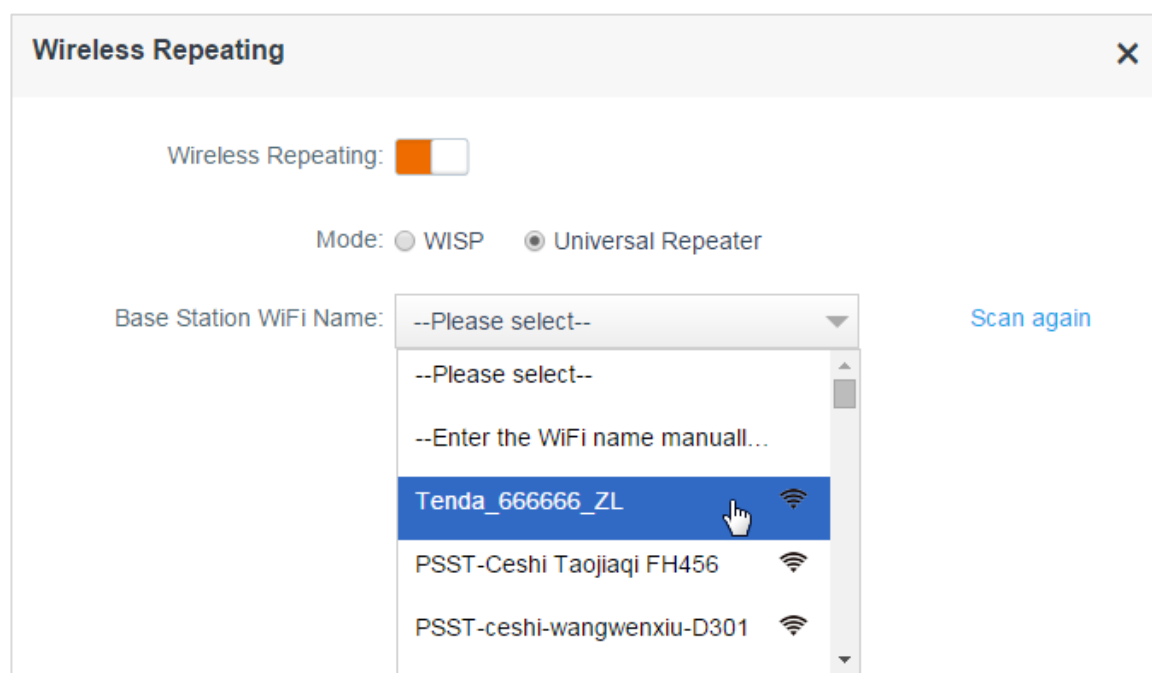 Wireless Repeating
Wireless Repeating:
Mode: WISP Universal Repeater
Base Station WiFi Name: --Please select-- Scan again
--Please select--
--Enter the WiFi name manuall...
Tenda_666666_ZL
PSST-Ceshi Taojiaqi FH456
PSST-ceshi-wangwenxiu-D301